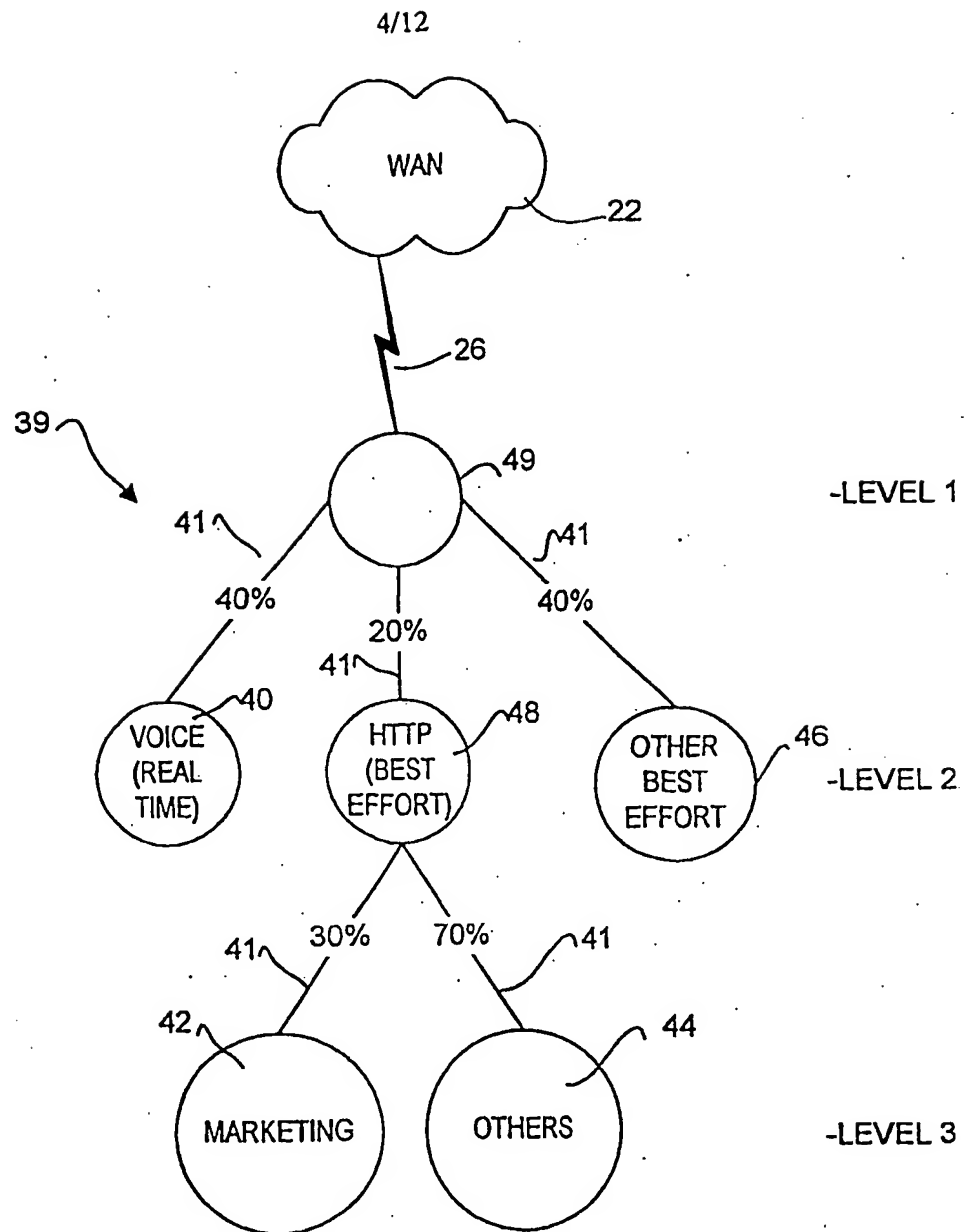 4/12
WAN
22
26
39
49
-LEVEL 1
41
41
40%
20%
40%
41
40
48
46
VOICE
(REAL
TIME)
HTTP
(BEST
EFFORT)
OTHER
BEST
EFFORT
-LEVEL 2
30%
70%
41
41
42
44
MARKETING
OTHERS
-LEVEL 3